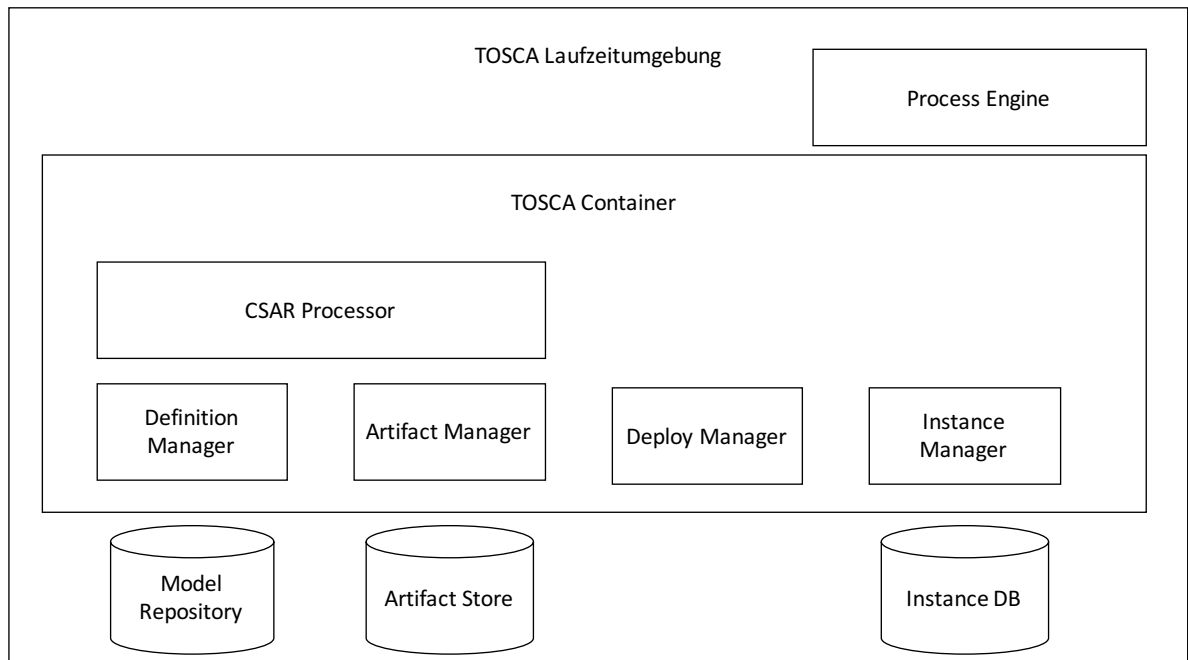 TOSCA Laufzeitumgebung
Process Engine
TOSCA Container
CSAR Processor
Definition
Manager
Artifact Manager
Deploy Manager
Instance
Manager
Model
Repository
Artifact Store
Instance DB